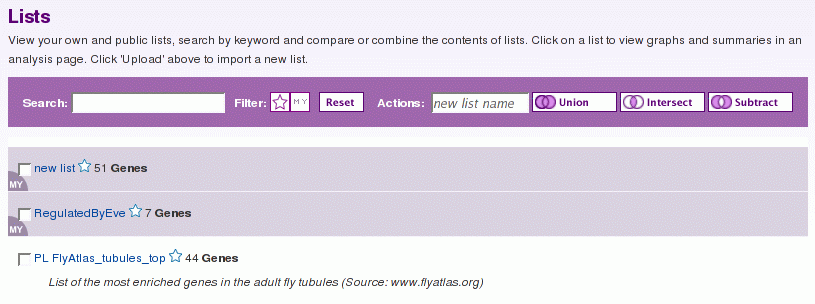 Lists
View your own and public lists, search by keyword and compare or combine the contents of lists. Click on a list to view graphs and summaries in an
analysis page. Click 'Upload' above to import a new list.
Search: Filter: MY Reset Actions: new list name Union Intersect Subtract
new list 51 Genes
MY
RegulatedByEve 7 Genes
MY
PL FlyAtlas_tubules_top 44 Genes
List of the most enriched genes in the adult fly tubules (Source: www.flyatlas.org)